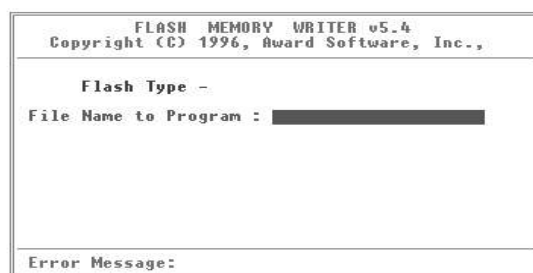 FLASH MEMORY WRITER v5.4
Copyright (C) 1996, Award Software, Inc.,
Flash Type -
File Name to Program :
Error Message: